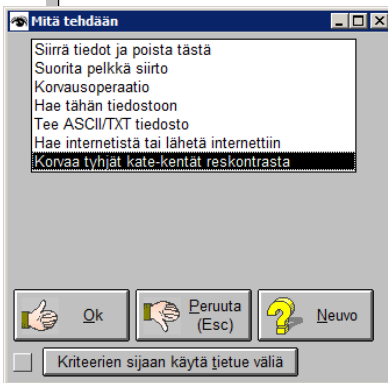 Mitä tehdään
Siirrä tiedot ja poista tästä
Suorita pelkkä siirto
Korvausoperaatio
Hae tähän tiedostoon
Tee ASCII/TXT tiedosto
Hae internetistä tai lähetä internettiin
Korvaa tyhjät kate-kentät reskontrasta
Ok
Peruuta
(Esc)
Neuvo
Kriteerien sijaan käytä tietue väliä